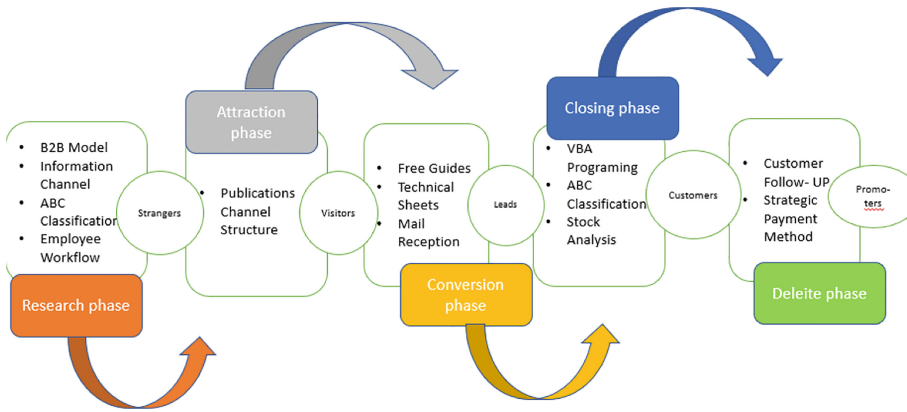 • B2B Model
• Information
Channel
• ABC
Classification
• Employee
Workflow
Research phase
Strangers
Attraction
phase
• Publications
Channel
Structure
Visitors
• Free Guides
• Technical
Sheets
• Mail
Reception
Conversion
phase
Leads
Closing phase
• VBA
Programing
• ABC
Classification
• Stock
Analysis
Customers
• Customer
Follow- UP
• Strategic
Payment
Method
Deleite phase
Promo-
ters